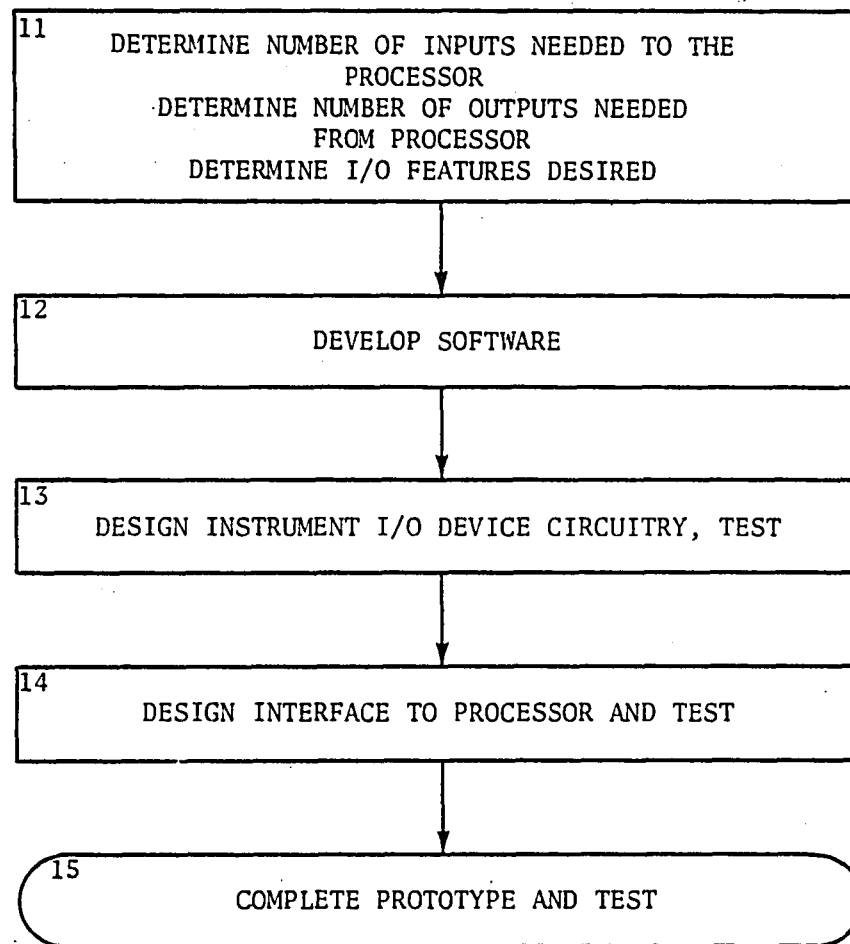 11
DETERMINE NUMBER OF INPUTS NEEDED TO THE
PROCESSOR
DETERMINE NUMBER OF OUTPUTS NEEDED
FROM PROCESSOR
DETERMINE I/O FEATURES DESIRED
12
DEVELOP SOFTWARE
13
DESIGN INSTRUMENT I/O DEVICE CIRCUITRY, TEST
14
DESIGN INTERFACE TO PROCESSOR AND TEST
15
COMPLETE PROTOTYPE AND TEST